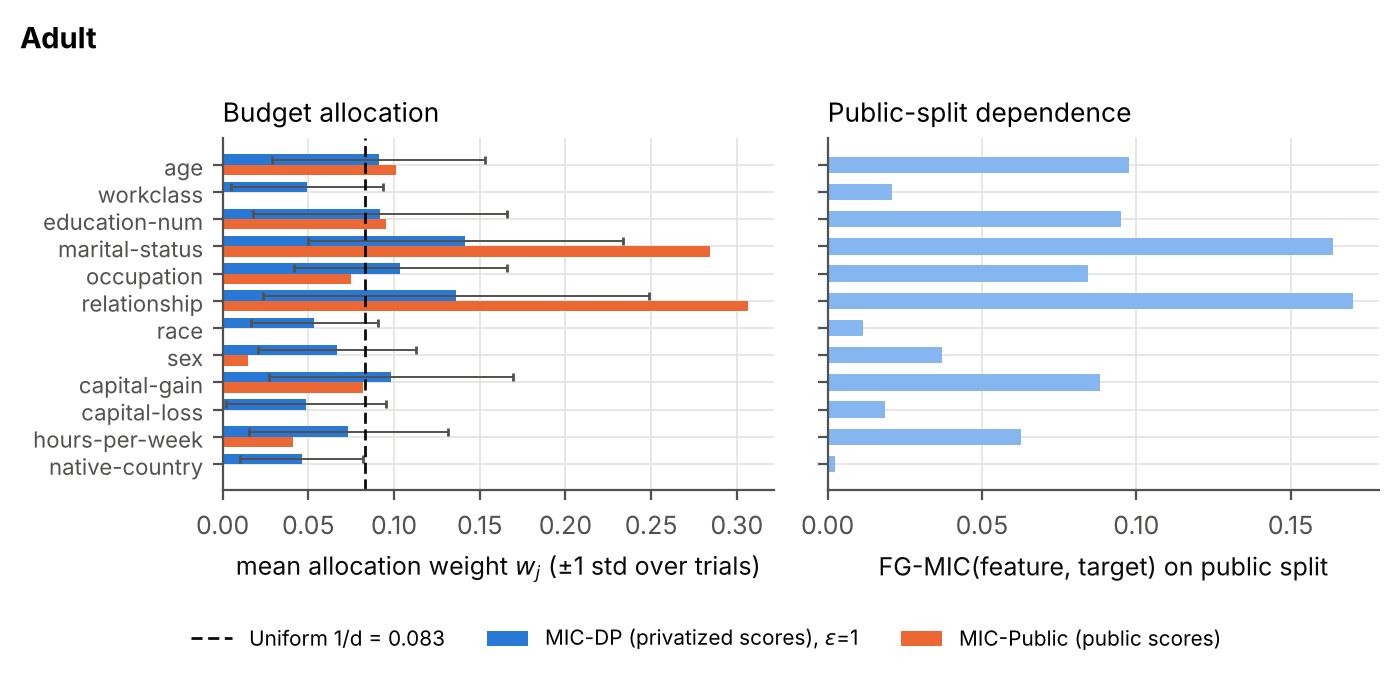 Adult
Budget allocation
age
workclass
education-num
marital-status
occupation
relationship
race
sex
capital-gain
capital-loss
hours-per-week
native-country
0.00 0.05 0.10 0.15 0.20 0.25 0.30
mean allocation weight wⱼ (±1 std over trials)
Public-split dependence
0.00 0.05 0.10 0.15
FG-MIC(feature, target) on public split
Uniform 1/d = 0.083
MIC-DP (privatized scores), ε=1
MIC-Public (public scores)